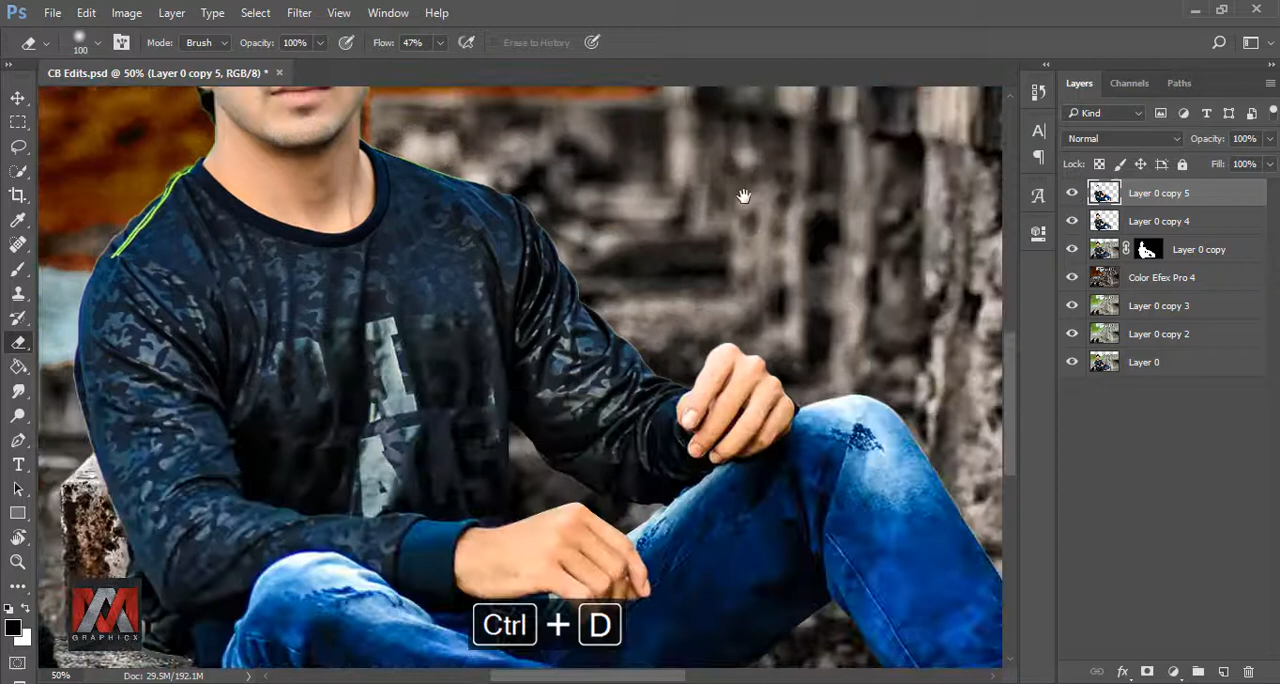 Ps File Edit Image Layer Type Select Filter View Window Help
100 Mode: Brush Opacity: 100% Flow: 47% Erase to History
CB Edits.psd @ 50% (Layer 0 copy 5, RGB/8) * ×
Layers Channels Paths
Kind
Normal Opacity: 100%
Lock: Fill: 100%
Layer 0 copy 5
Layer 0 copy 4
Layer 0 copy
Color Efex Pro 4
Layer 0 copy 3
Layer 0 copy 2
Layer 0
GRAPHICX
Ctrl + D
50% Doc: 29.5M/192.1M